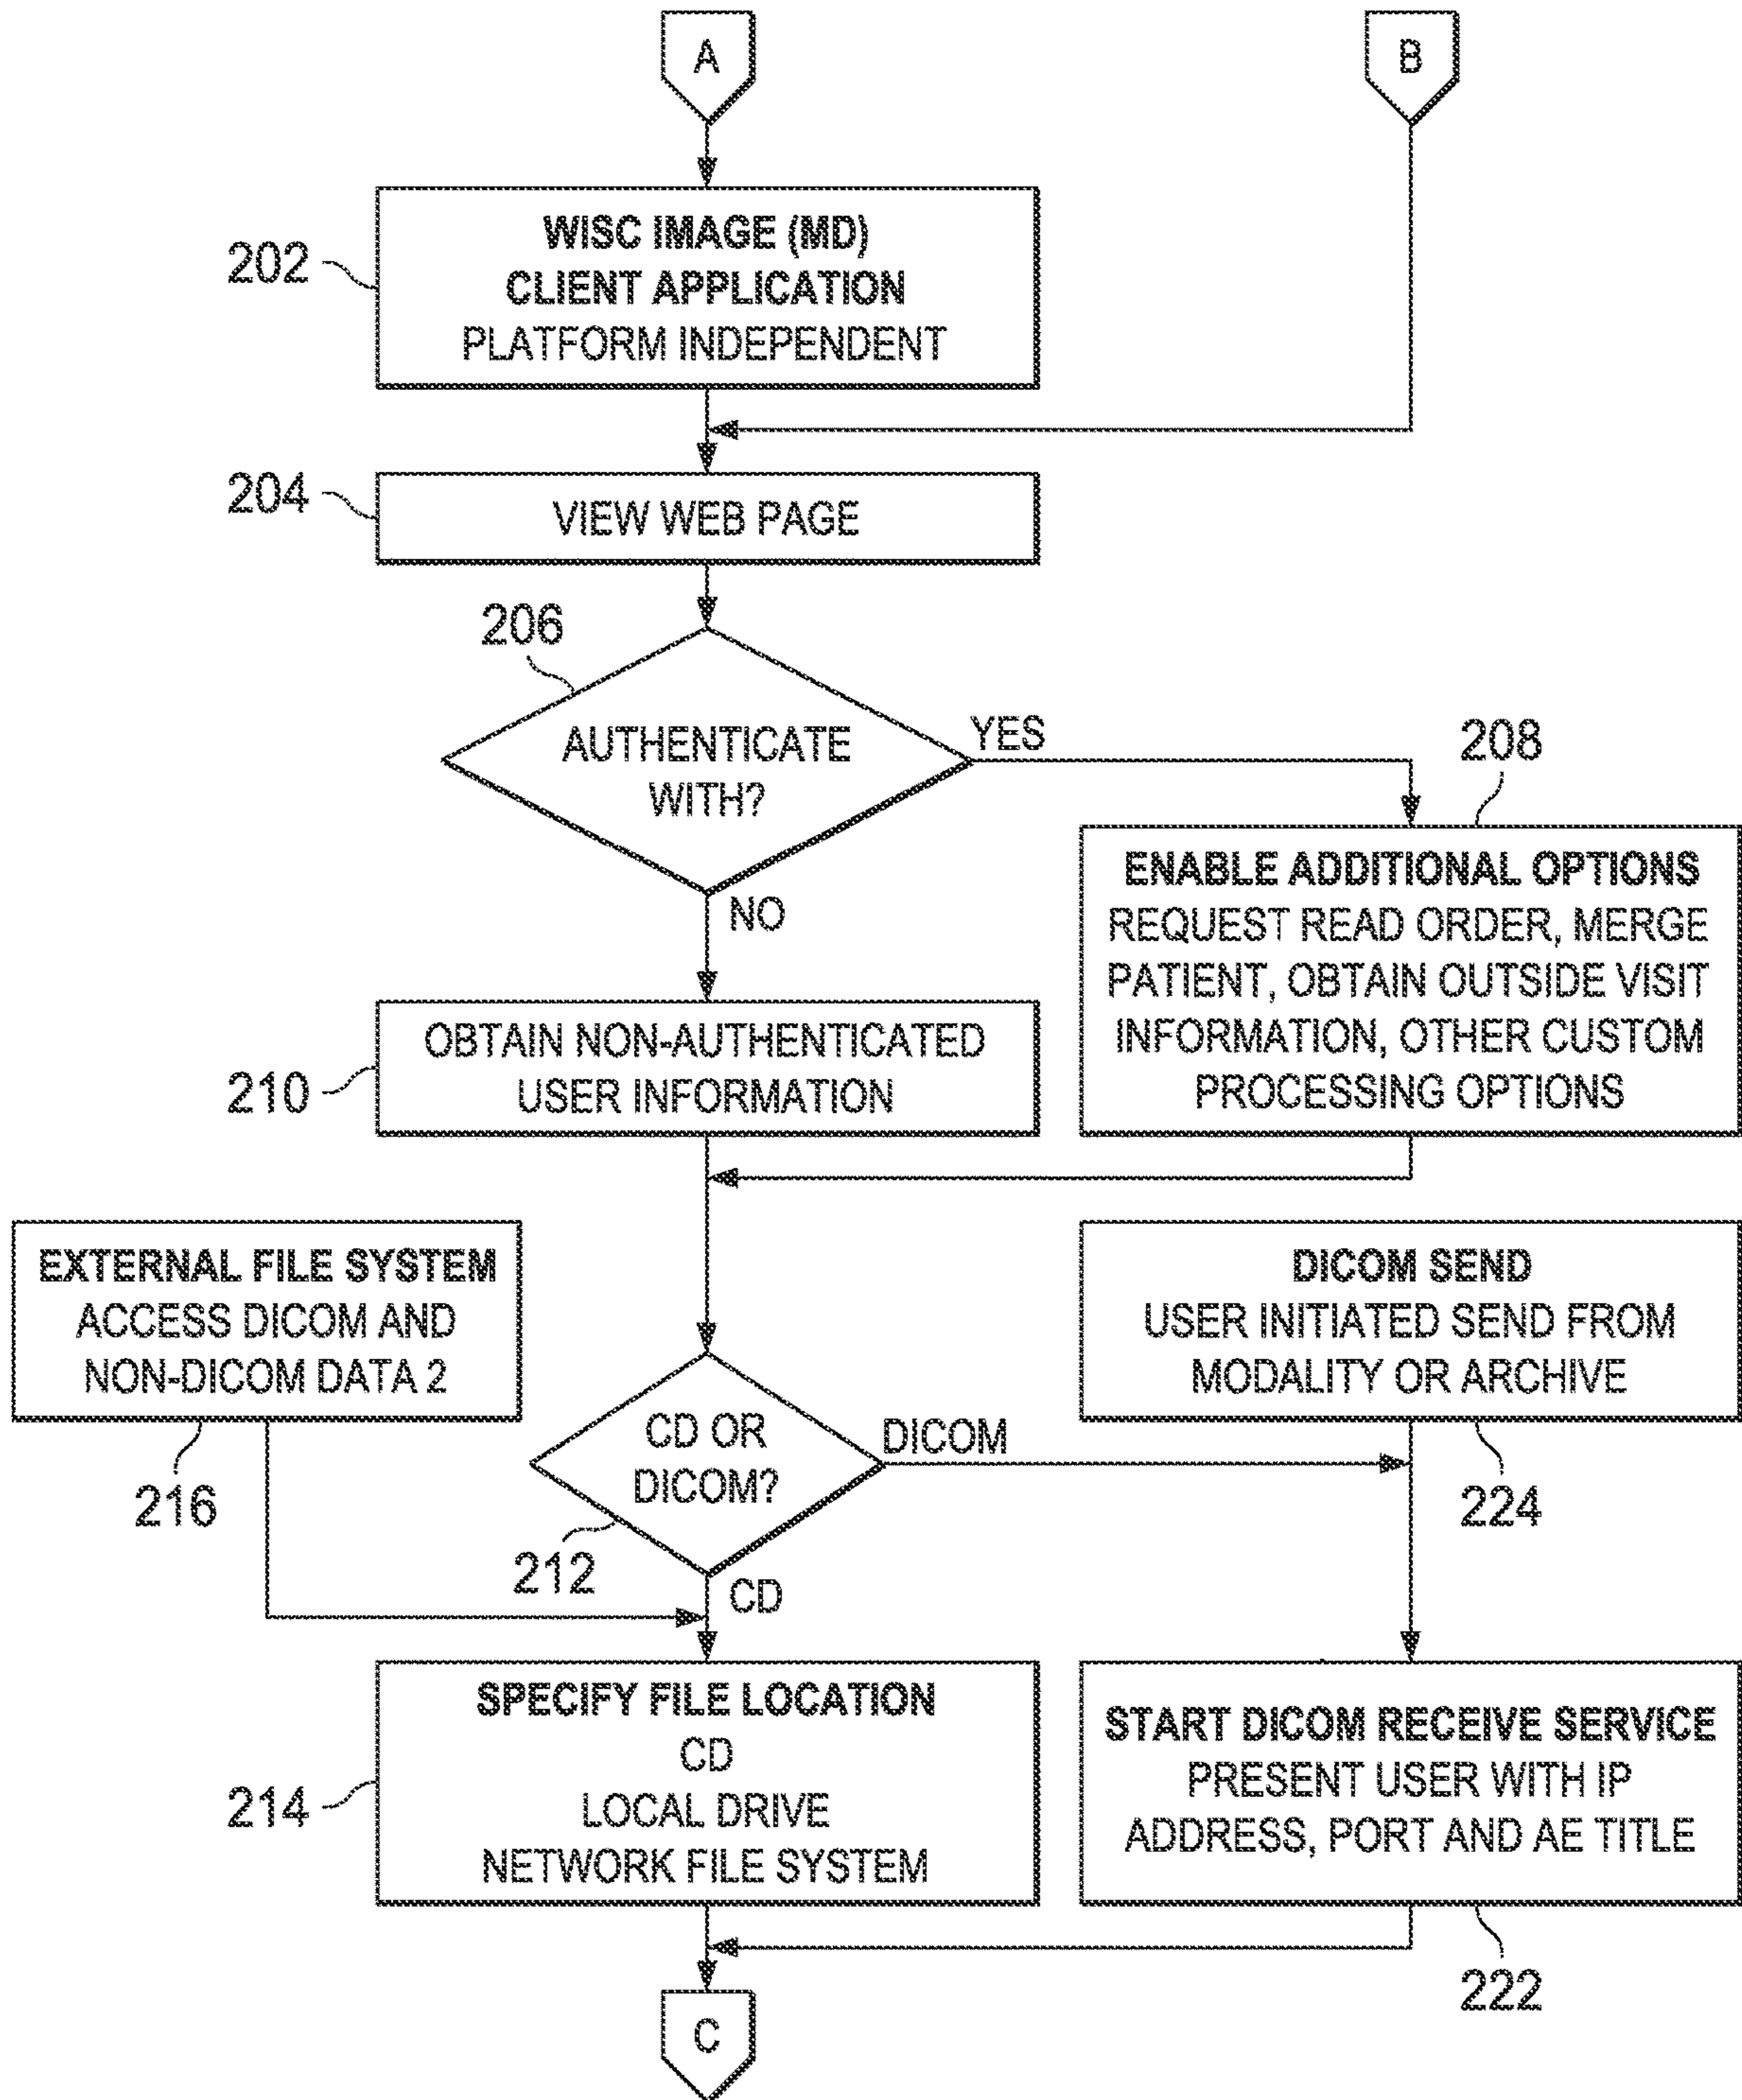 A
B
202
WISC IMAGE (MD)
CLIENT APPLICATION
PLATFORM INDEPENDENT
204
VIEW WEB PAGE
206
AUTHENTICATE
WITH?
YES
NO
208
ENABLE ADDITIONAL OPTIONS
REQUEST READ ORDER, MERGE
PATIENT, OBTAIN OUTSIDE VISIT
INFORMATION, OTHER CUSTOM
PROCESSING OPTIONS
210
OBTAIN NON-AUTHENTICATED
USER INFORMATION
EXTERNAL FILE SYSTEM
ACCESS DICOM AND
NON-DICOM DATA 2
216
CD OR
DICOM?
212
DICOM
CD
DICOM SEND
USER INITIATED SEND FROM
MODALITY OR ARCHIVE
224
214
SPECIFY FILE LOCATION
CD
LOCAL DRIVE
NETWORK FILE SYSTEM
START DICOM RECEIVE SERVICE
PRESENT USER WITH IP
ADDRESS, PORT AND AE TITLE
222
C